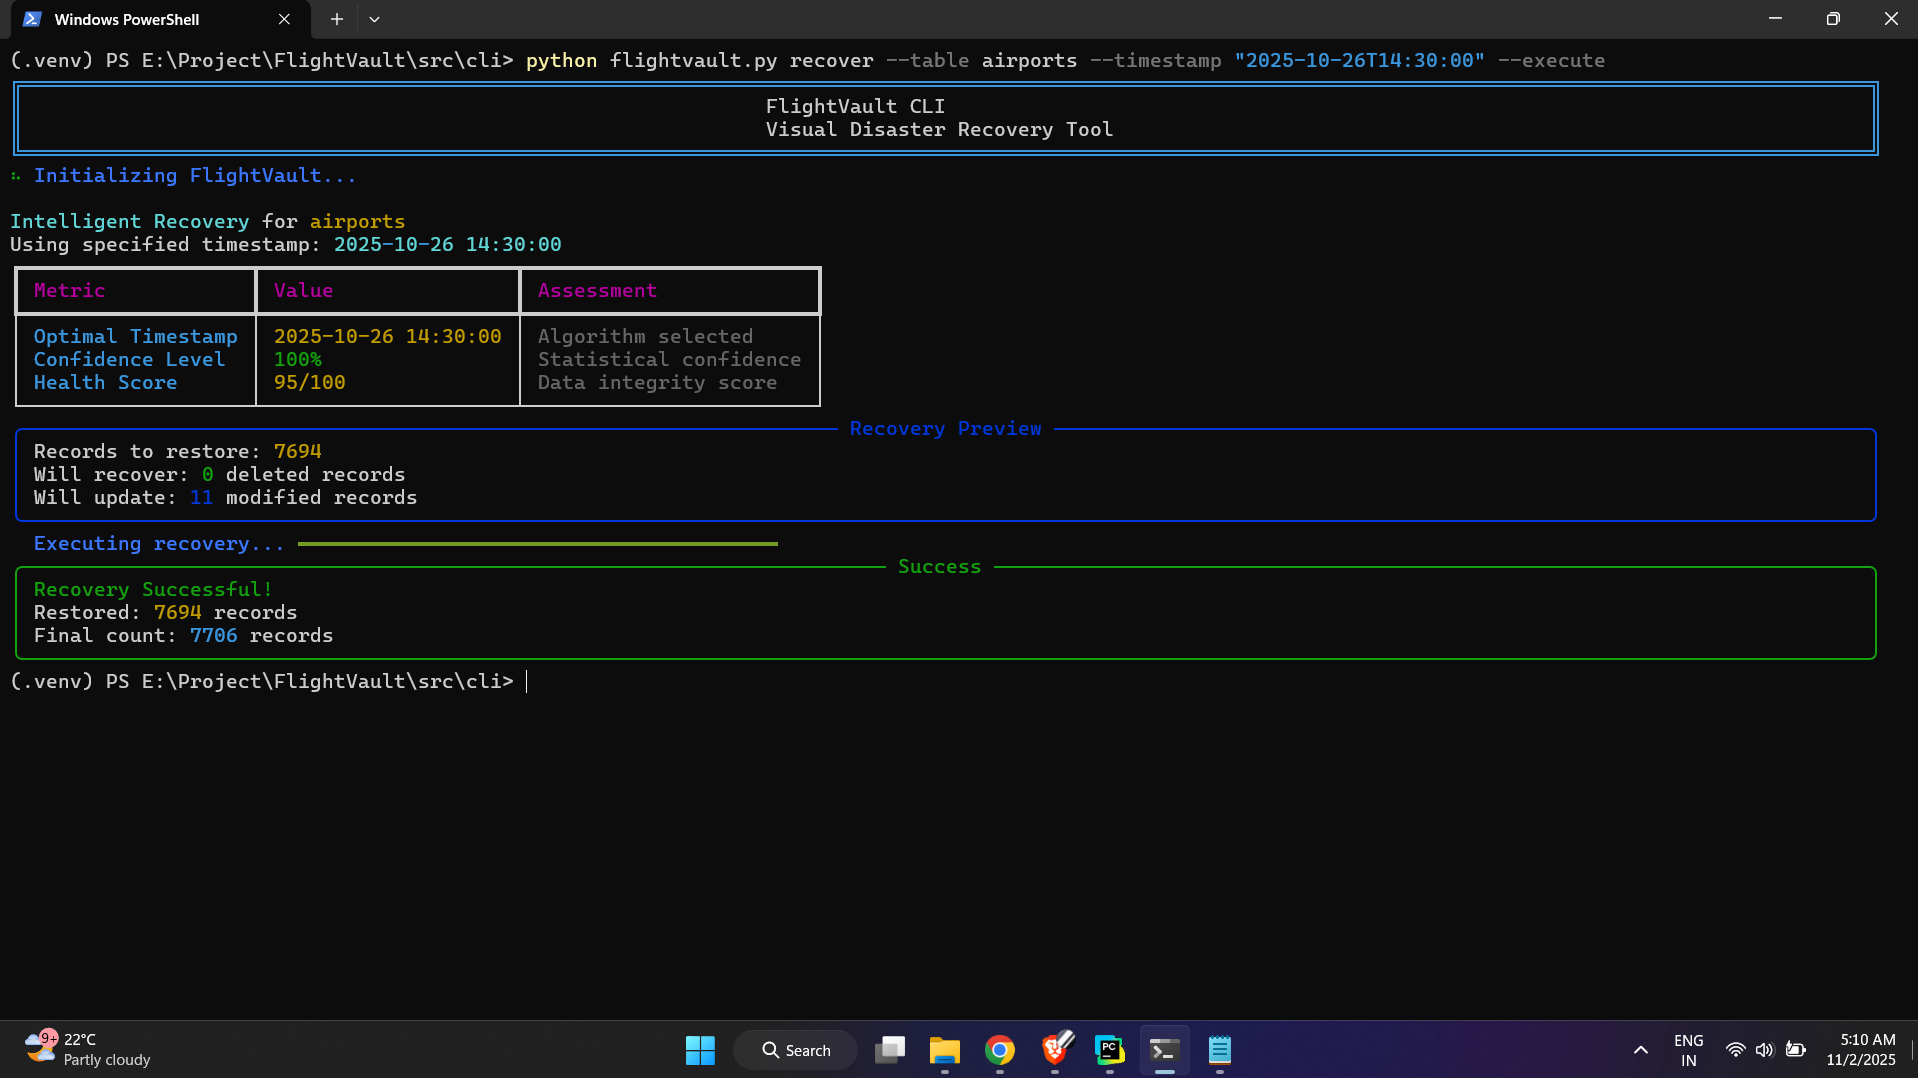 Windows PowerShell
(.venv) PS E:\Project\FlightVault\src\cli> python flightvault.py recover --table airports --timestamp "2025-10-26T14:30:00" --execute
FlightVault CLI
Visual Disaster Recovery Tool
Initializing FlightVault...
Intelligent Recovery for airports
Using specified timestamp: 2025-10-26 14:30:00
Metric Value Assessment
Optimal Timestamp 2025-10-26 14:30:00 Algorithm selected
Confidence Level 100% Statistical confidence
Health Score 95/100 Data integrity score
Recovery Preview
Records to restore: 7694
Will recover: 0 deleted records
Will update: 11 modified records
Executing recovery...
Success
Recovery Successful!
Restored: 7694 records
Final count: 7706 records
(.venv) PS E:\Project\FlightVault\src\cli>
9+ 22°C
Partly cloudy
Search
PC
ENG
IN
5:10 AM
11/2/2025